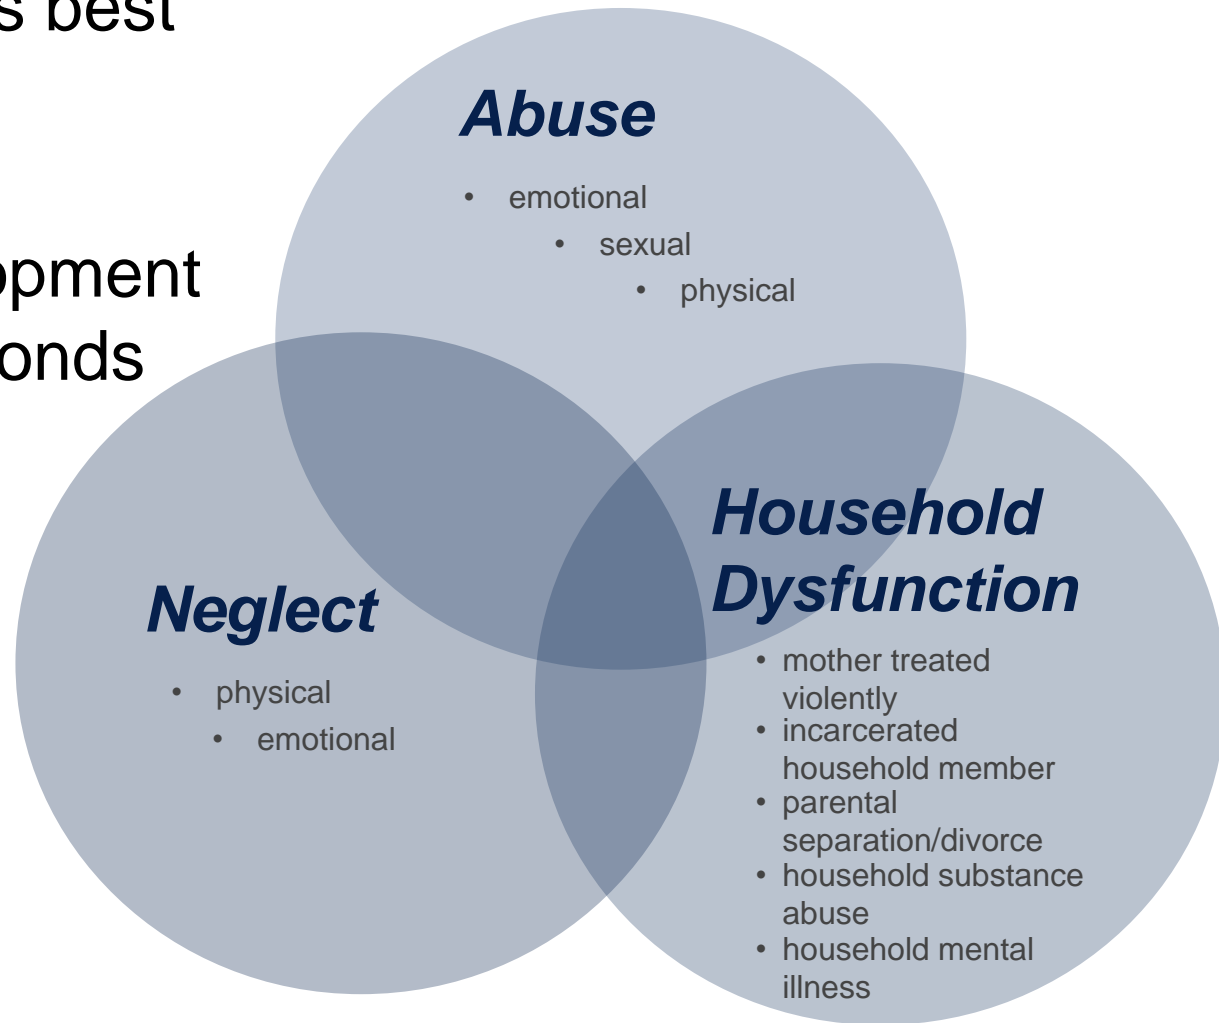 s best
opment
onds
Abuse
• emotional
• sexual
• physical
Neglect
• physical
• emotional
Household
Dysfunction
• mother treated
violently
• incarcerated
household member
• parental
separation/divorce
• household substance
abuse
• household mental
illness